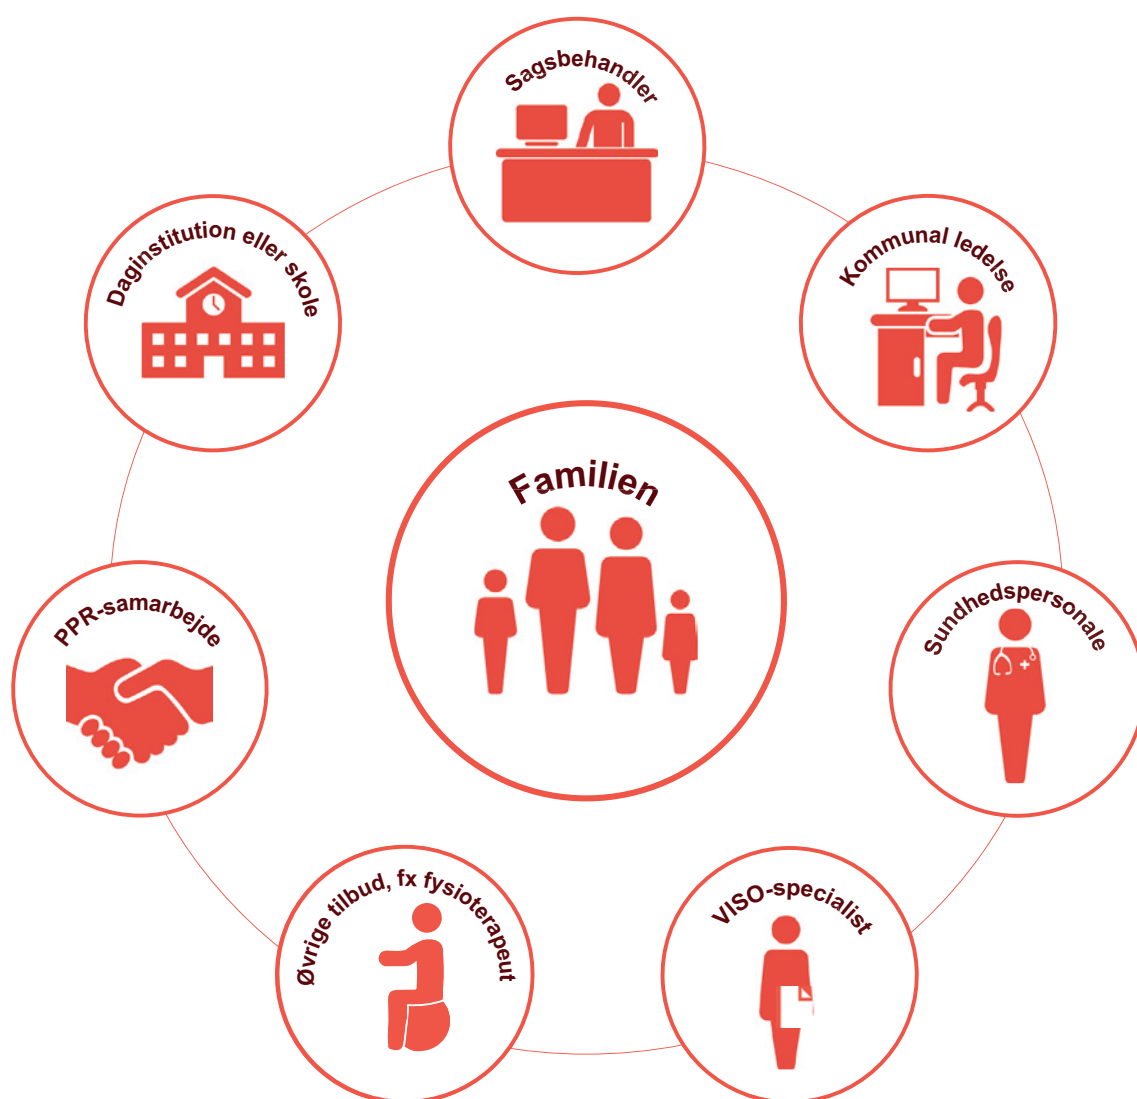 Sagsbehandler
Daginstitution eller skole
Kommunal ledelse
Familien
PPR-samarbejde
Sundhedspersonale
Øvrige tilbud, fx fysioterapeut
VISO-specialist